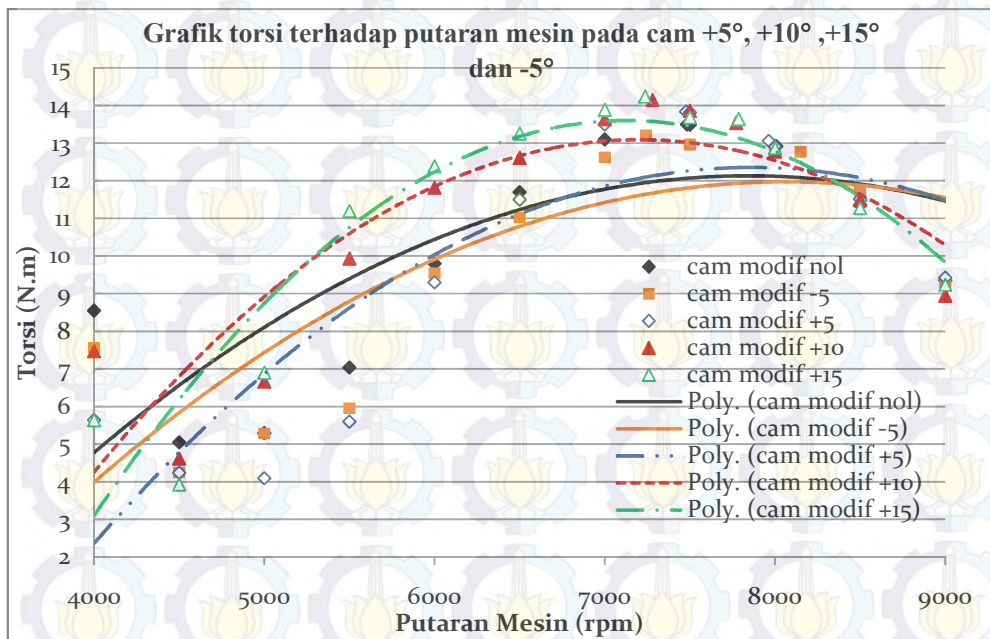 Grafik torsi terhadap putaran mesin pada cam +5°, +10° ,+15°
dan -5°
15
14
13
12
11
10
9
8
7
6
5
4
3
2
Torsi (N.m)
cam modif nol
cam modif -5
cam modif +5
cam modif +10
cam modif +15
Poly. (cam modif nol)
Poly. (cam modif -5)
Poly. (cam modif +5)
Poly. (cam modif +10)
Poly. (cam modif +15)
4000 5000 6000 7000 8000 9000
Putaran Mesin (rpm)